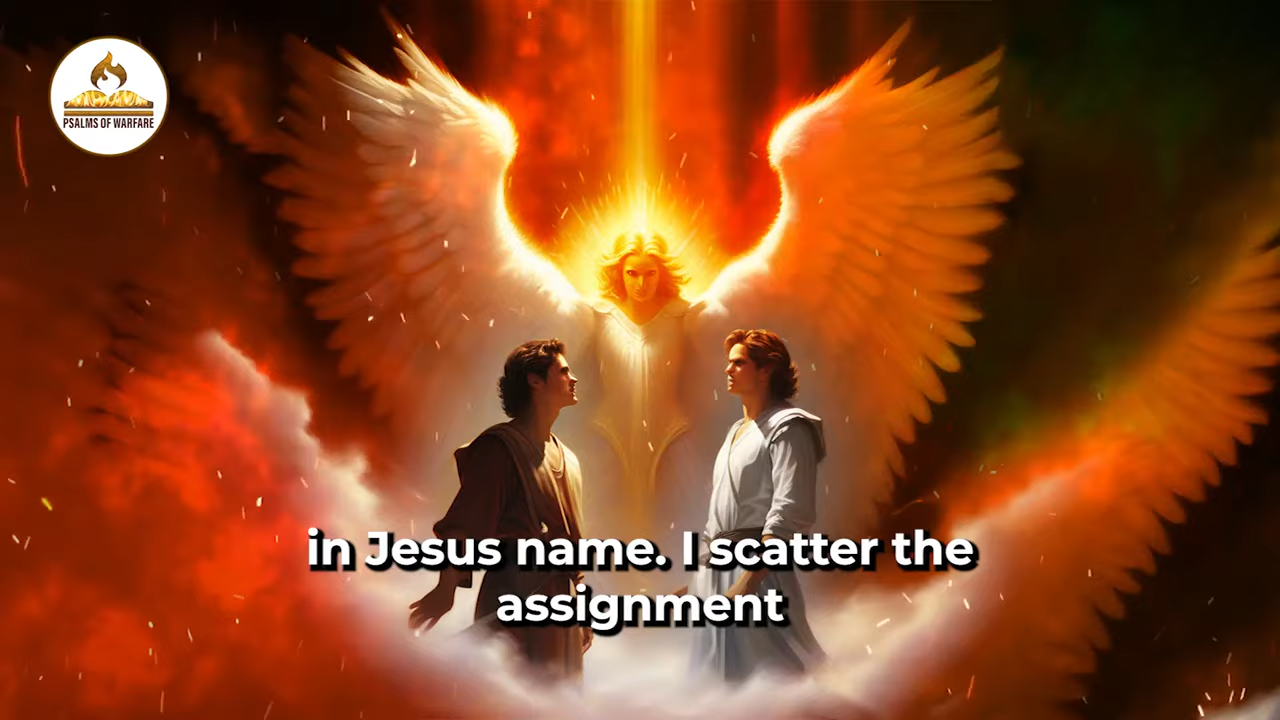 PSALMS OF WARFARE
in Jesus name. I scatter the
assignment